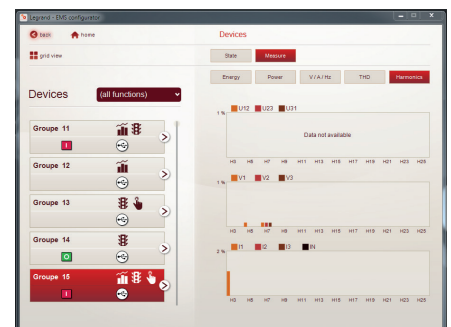 Legrand - EMS configurator
back
home
Devices
grid view
State
Measure
Energy
Power
V / A / Hz
THD
Harmonics
Devices
(all functions)
Groupe 11
I
Groupe 12
Groupe 13
Groupe 14
O
Groupe 15
I
1 %
U12
U23
U31
Data not available
H3 H5 H7 H9 H11 H13 H15 H17 H19 H21 H23 H25
1 %
V1
V2
V3
H3 H5 H7 H9 H11 H13 H15 H17 H19 H21 H23 H25
2 %
I1
I2
I3
IN
H3 H5 H7 H9 H11 H13 H15 H17 H19 H21 H23 H25